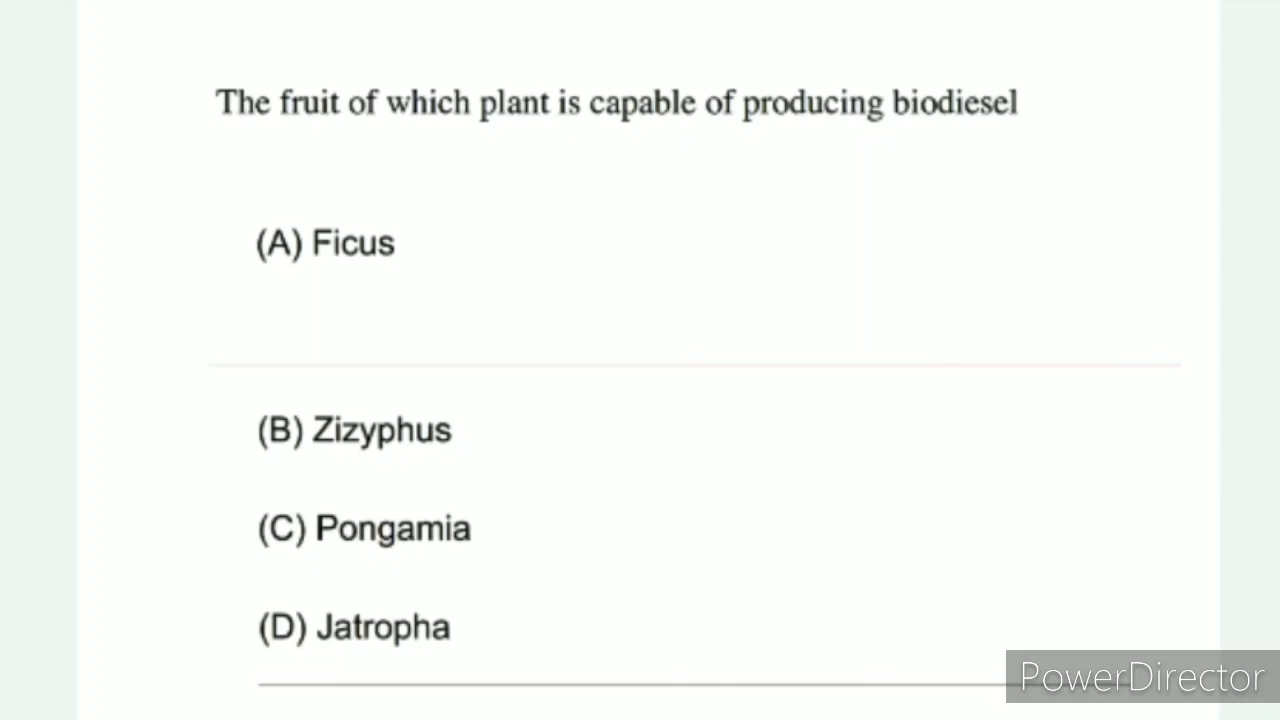 The fruit of which plant is capable of producing biodiesel
(A) Ficus
(B) Zizyphus
(C) Pongamia
(D) Jatropha
PowerDirector